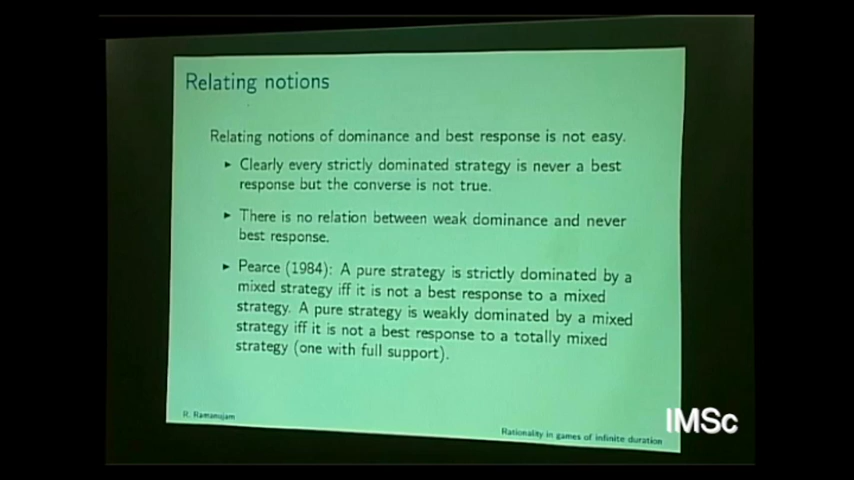 Relating notions
Relating notions of dominance and best response is not easy.
▸ Clearly every strictly dominated strategy is never a best
response but the converse is not true.
▸ There is no relation between weak dominance and never
best response.
▸ Pearce (1984): A pure strategy is strictly dominated by a
mixed strategy iff it is not a best response to a mixed
strategy. A pure strategy is weakly dominated by a mixed
strategy iff it is not a best response to a totally mixed
strategy (one with full support).
R. Ramanujam
Rationality in games of infinite duration
IMSc